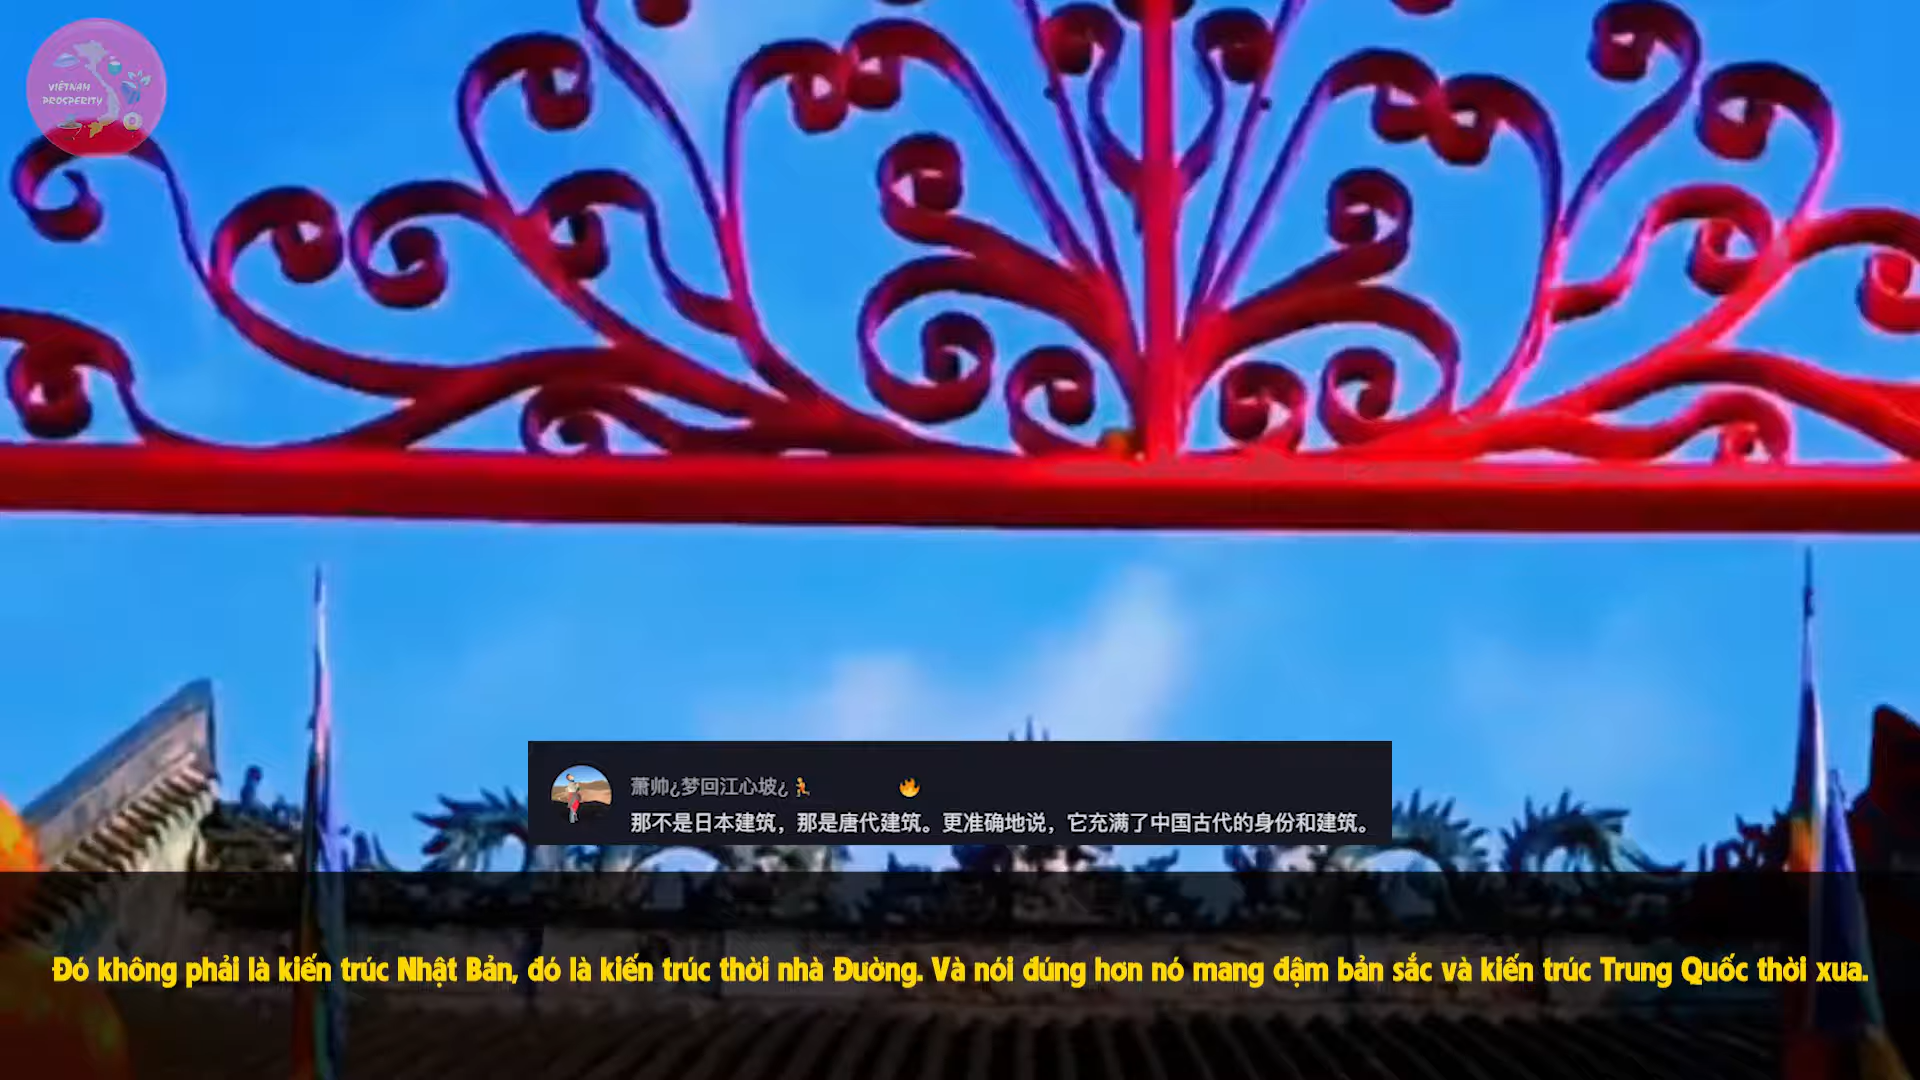 VIỆTNAM
PROSPERITY
萧帅¿梦回江心坡¿🏃 🔥
那不是日本建筑，那是唐代建筑。更准确地说，它充满了中国古代的身份和建筑。
Đó không phải là kiến trúc Nhật Bản, đó là kiến trúc thời nhà Đường. Và nói đúng hơn nó mang đậm bản sắc và kiến trúc Trung Quốc thời xưa.